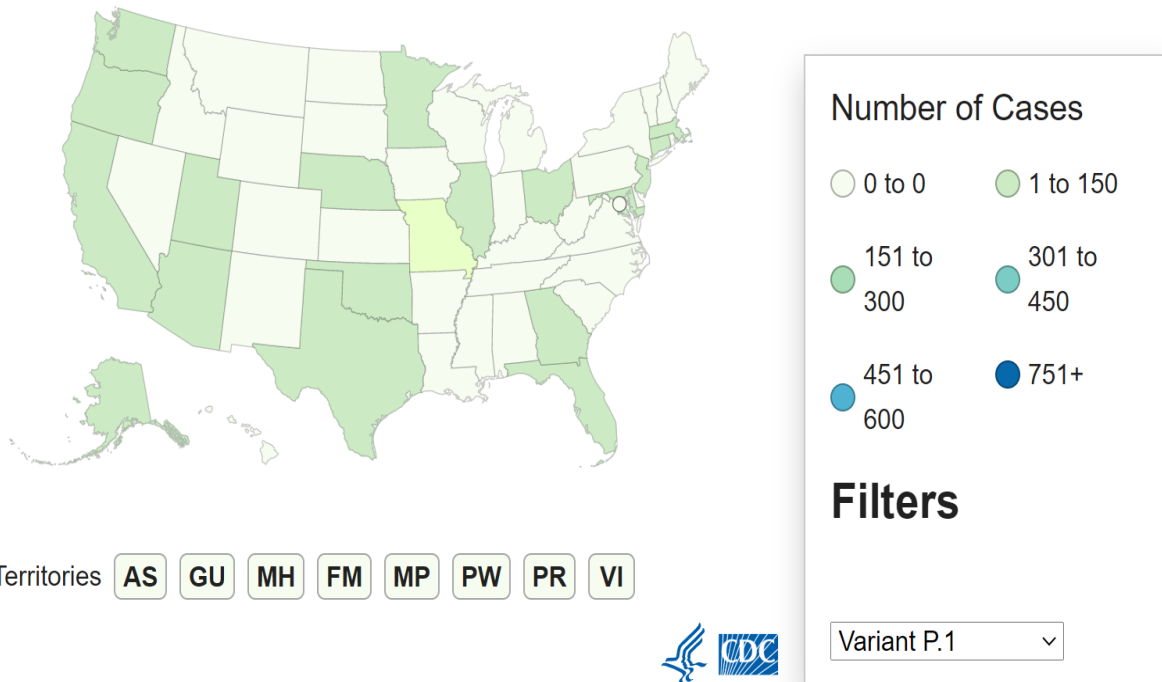 Number of Cases
0 to 0
1 to 150
151 to
300
301 to
450
451 to
600
751+
Filters
Territories AS GU MH FM MP PW PR VI
CDC
Variant P.1